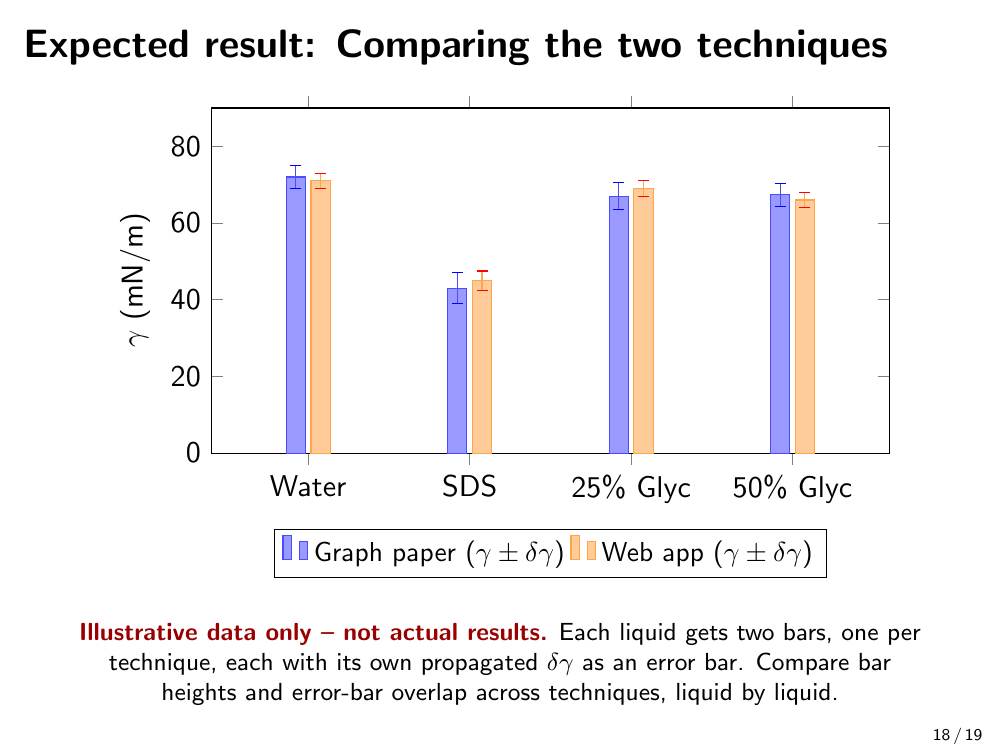 Expected result: Comparing the two techniques
80
60
40
20
0
γ (mN/m)
Water SDS 25% Glyc 50% Glyc
Graph paper (γ ± δγ) Web app (γ ± δγ)
Illustrative data only – not actual results. Each liquid gets two bars, one per
technique, each with its own propagated δγ as an error bar. Compare bar
heights and error-bar overlap across techniques, liquid by liquid.
18 / 19